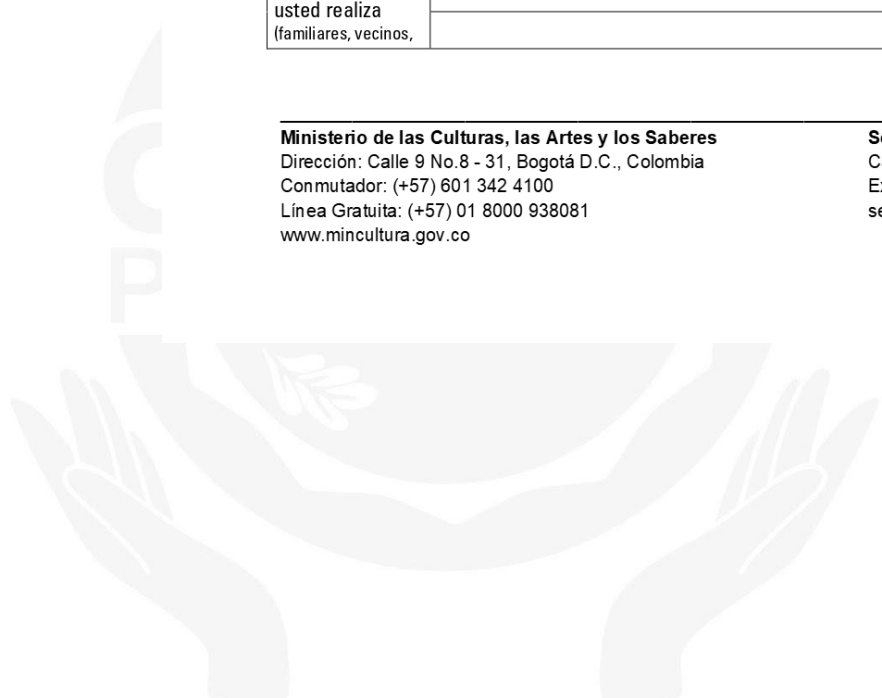 usted realiza
(familiares, vecinos,
Ministerio de las Culturas, las Artes y los Saberes
Dirección: Calle 9 No.8 - 31, Bogotá D.C., Colombia
Conmutador: (+57) 601 342 4100
Línea Gratuita: (+57) 01 8000 938081
www.mincultura.gov.co